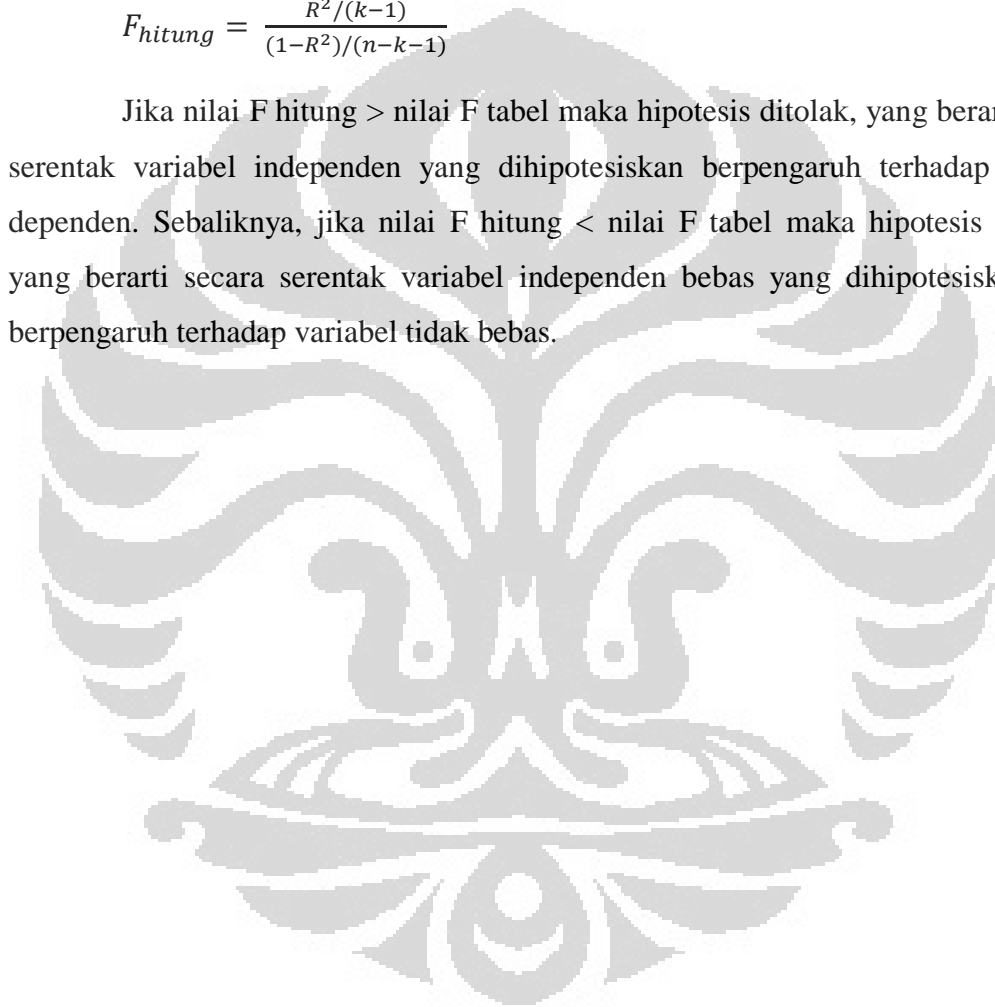 F_hitung = R²/(k−1) / (1−R²)/(n−k−1)
Jika nilai F hitung > nilai F tabel maka hipotesis ditolak, yang
serentak variabel independen yang dihipotesiskan berpengaruh terhadap
dependen. Sebaliknya, jika nilai F hitung < nilai F tabel maka hipotesis
yang berarti secara serentak variabel independen bebas yang
berpengaruh terhadap variabel tidak bebas.